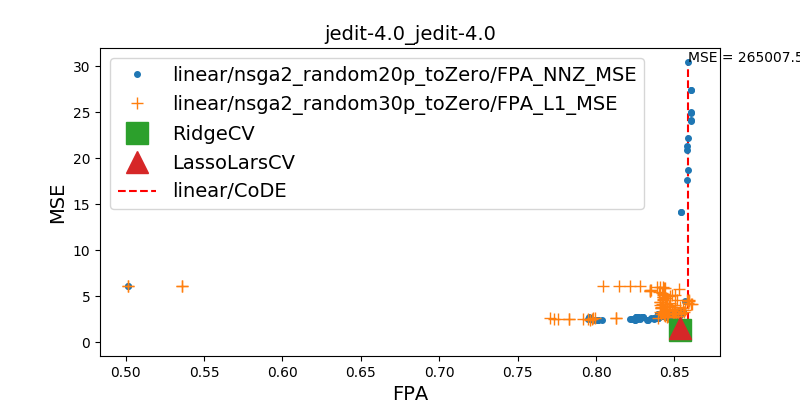 jedit-4.0_jedit-4.0
MSE = 265007.5
linear/nsga2_random20p_toZero/FPA_NNZ_MSE
linear/nsga2_random30p_toZero/FPA_L1_MSE
RidgeCV
LassoLarsCV
linear/CoDE
MSE
30
25
20
15
10
5
0
0.50 0.55 0.60 0.65 0.70 0.75 0.80 0.85
FPA